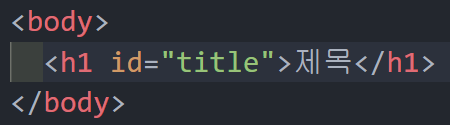 <body>
<h1 id="title">제목</h1>
</body>